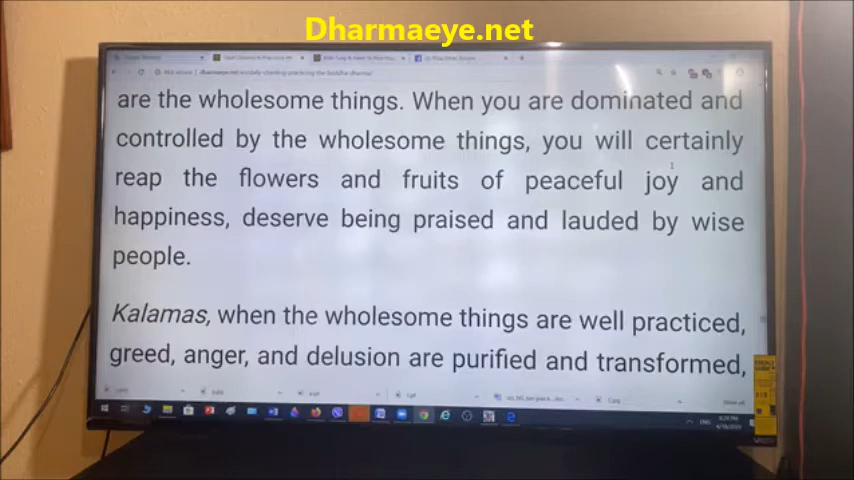 Dharmaeye.net
are the wholesome things. When you are dominated and
controlled by the wholesome things, you will certainly
reap the flowers and fruits of peaceful joy and
happiness, deserve being praised and lauded by wise
people.
Kalamas, when the wholesome things are well practiced,
greed, anger, and delusion are purified and transformed,